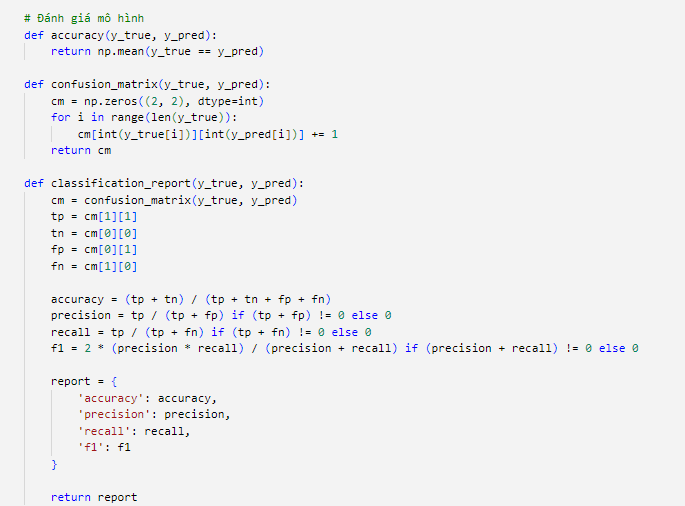 # Đánh giá mô hình
def accuracy(y_true, y_pred):
    return np.mean(y_true == y_pred)

def confusion_matrix(y_true, y_pred):
    cm = np.zeros((2, 2), dtype=int)
    for i in range(len(y_true)):
        cm[int(y_true[i])][int(y_pred[i])] += 1
    return cm

def classification_report(y_true, y_pred):
    cm = confusion_matrix(y_true, y_pred)
    tp = cm[1][1]
    tn = cm[0][0]
    fp = cm[0][1]
    fn = cm[1][0]

    accuracy = (tp + tn) / (tp + tn + fp + fn)
    precision = tp / (tp + fp) if (tp + fp) != 0 else 0
    recall = tp / (tp + fn) if (tp + fn) != 0 else 0
    f1 = 2 * (precision * recall) / (precision + recall) if (precision + recall) != 0 else 0

    report = {
        'accuracy': accuracy,
        'precision': precision,
        'recall': recall,
        'f1': f1
    }

    return report